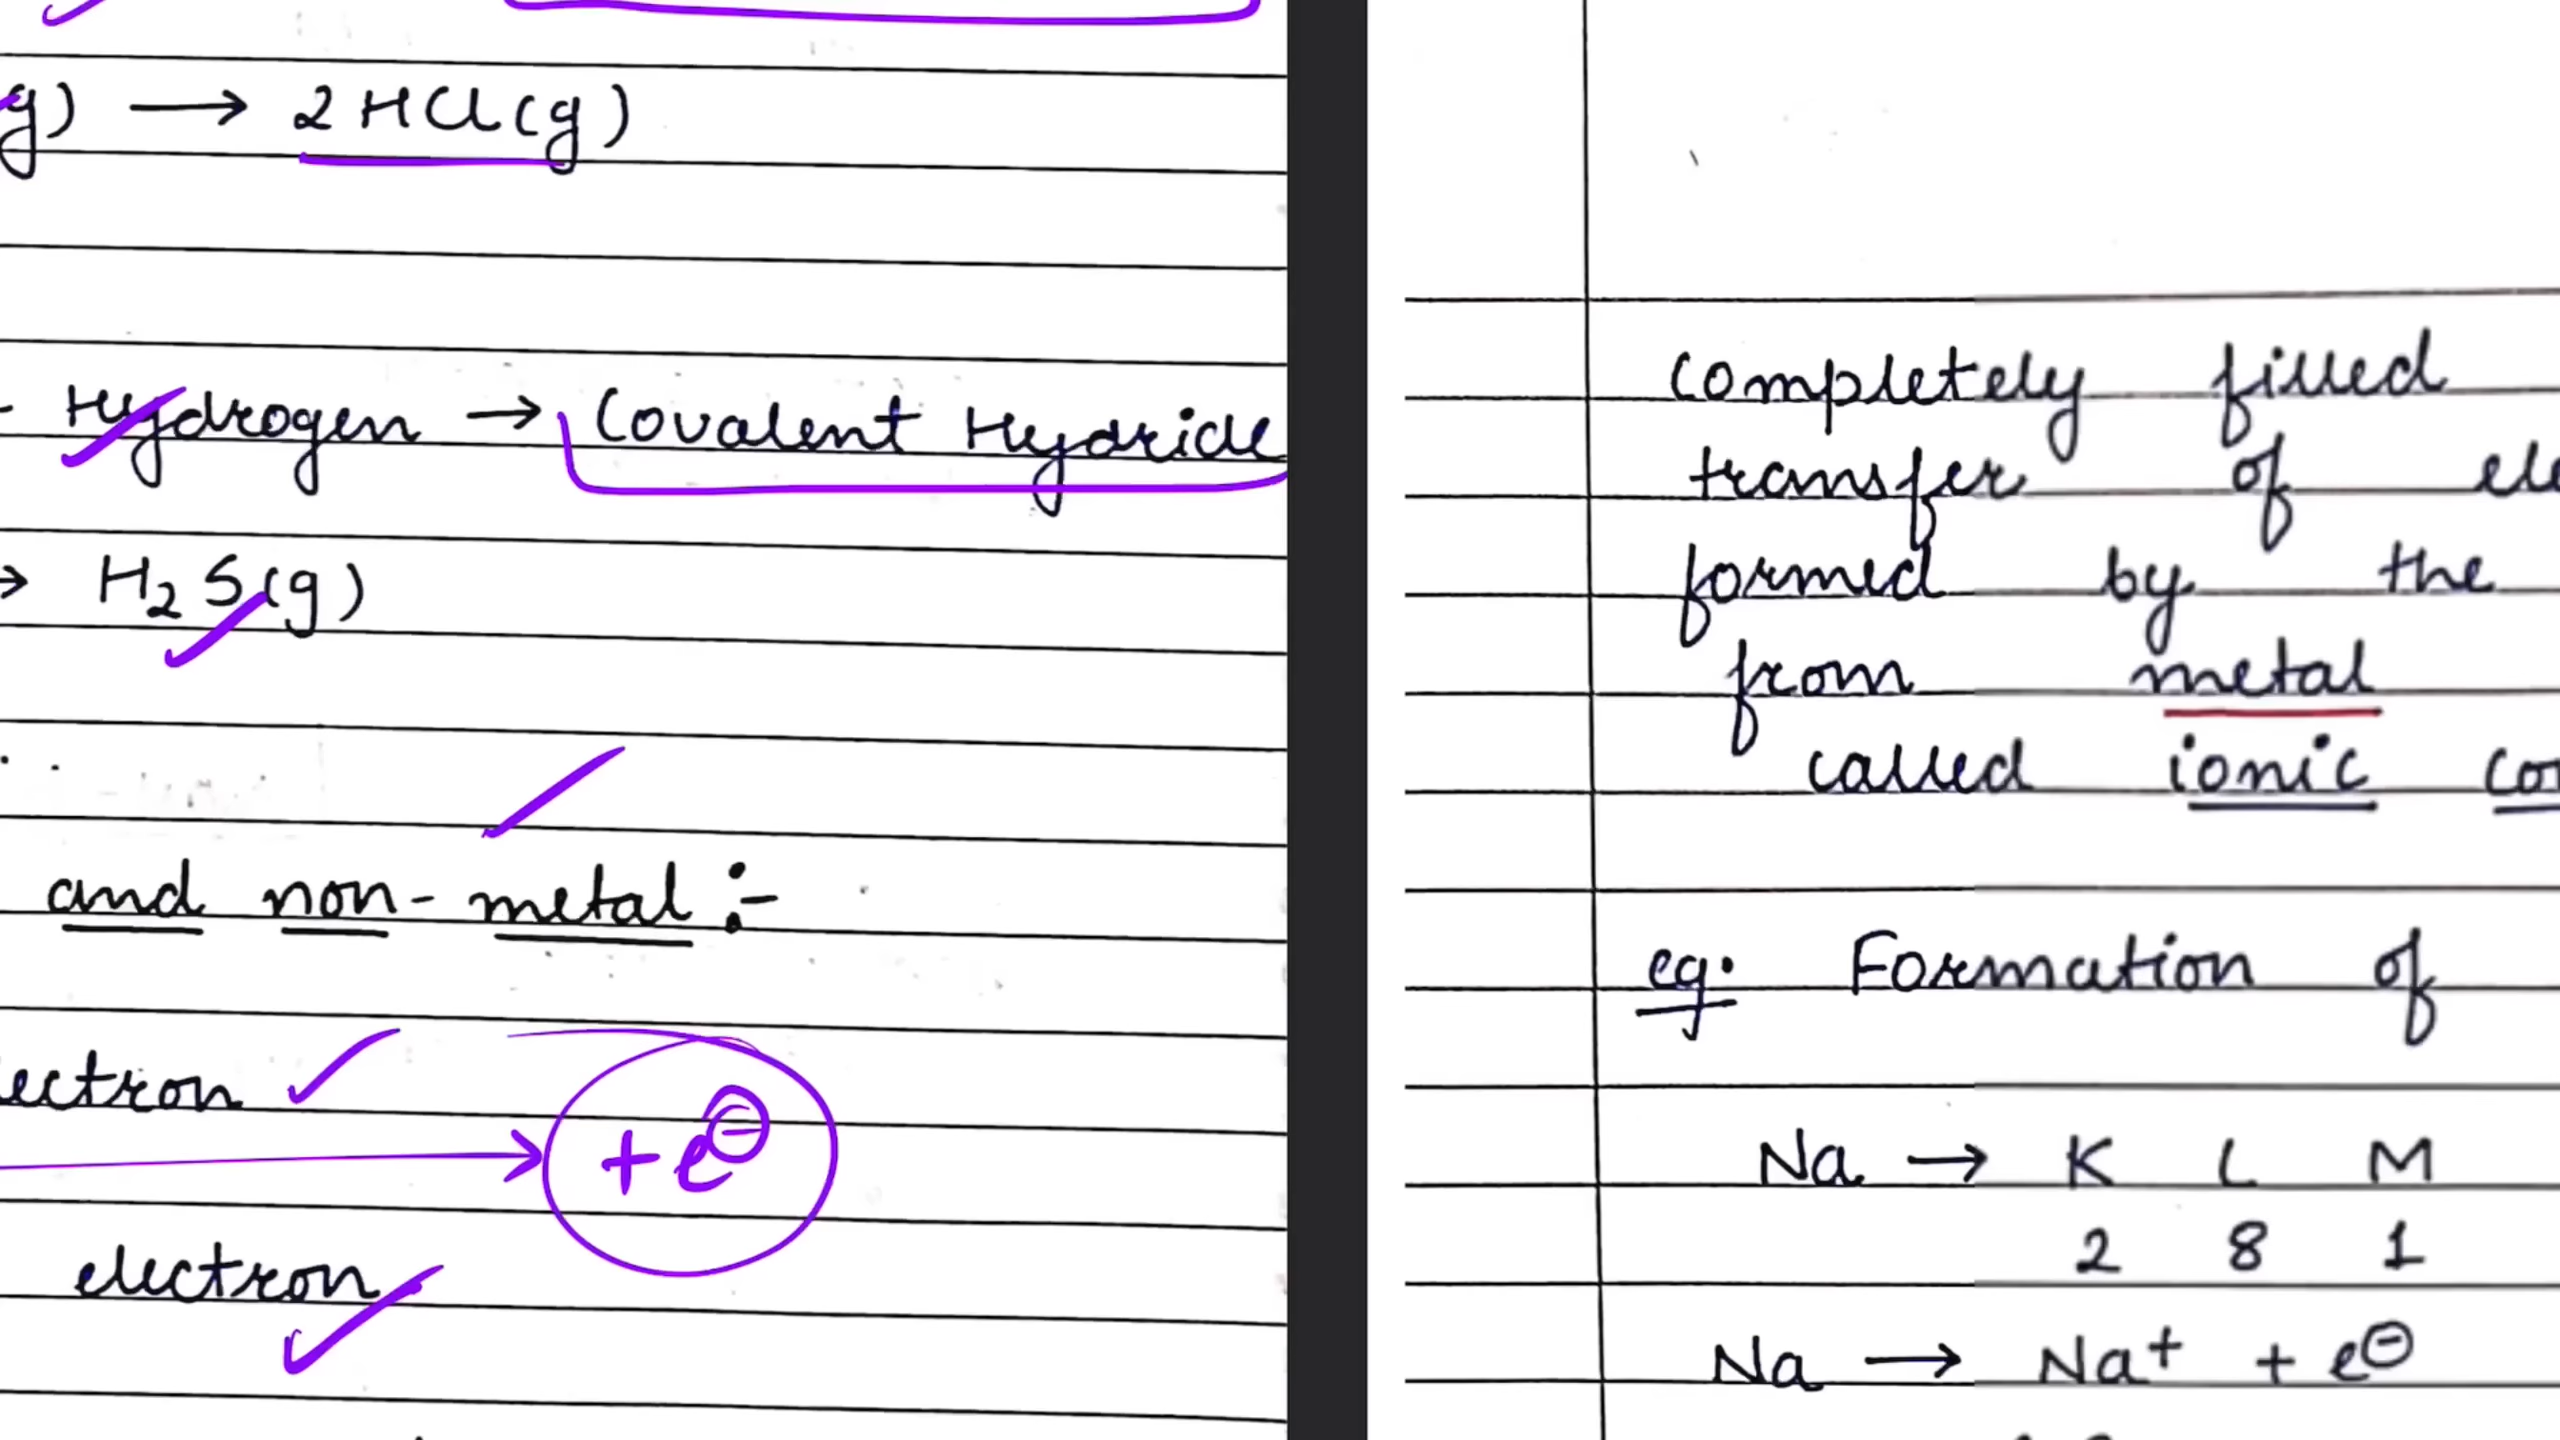 g) → 2HCl(g)
- Hydrogen → Covalent Hydride
→ H₂S(g)
and non-metal :-
ectron
+ e⊖
electron
completely filled
transfer of ele
formed by the
from metal
called ionic co
eg. Formation of
Na → K L M
2 8 1
Na → Na⁺ + e⊖